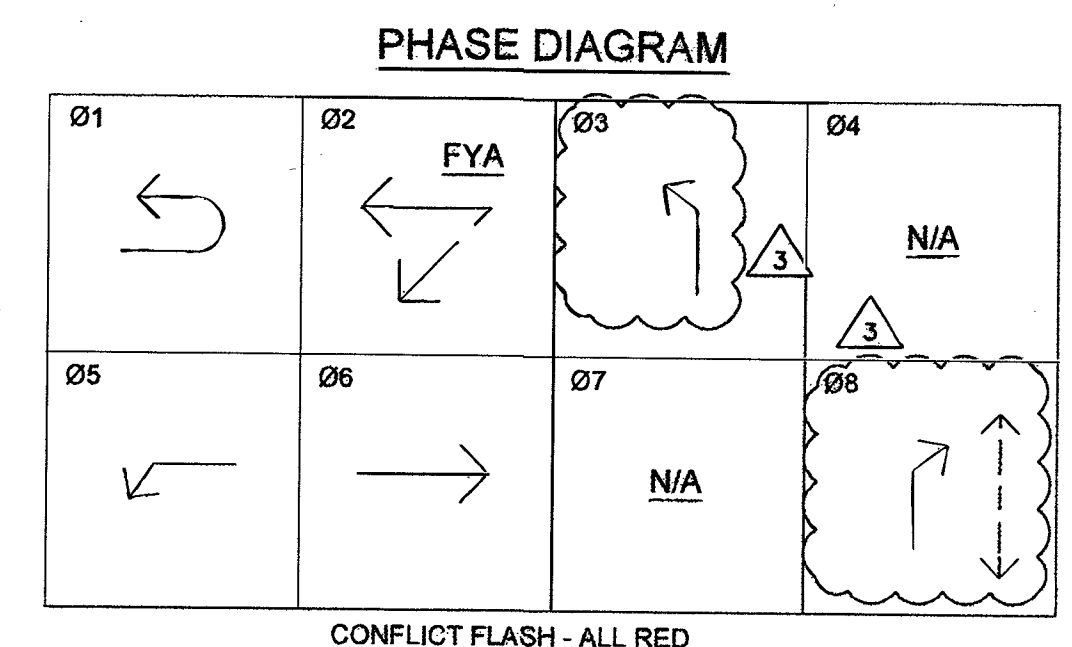 PHASE DIAGRAM
Ø1
Ø2
FYA
Ø3
3
Ø4
N/A
3
Ø5
Ø6
Ø7
N/A
Ø8
CONFLICT FLASH - ALL RED